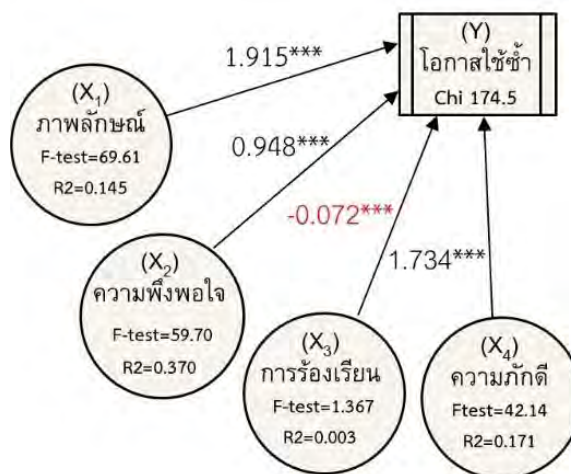 (Y)
โอกาสใช้ซ้ำ
Chi 174.5
1.915***
(X₁)
ภาพลักษณ์
F-test=69.61
R2=0.145
0.948***
-0.072***
1.734***
(X₂)
ความพึงพอใจ
F-test=59.70
R2=0.370
(X₃)
การร้องเรียน
F-test=1.367
R2=0.003
(X₄)
ความภักดี
Ftest=42.14
R2=0.171